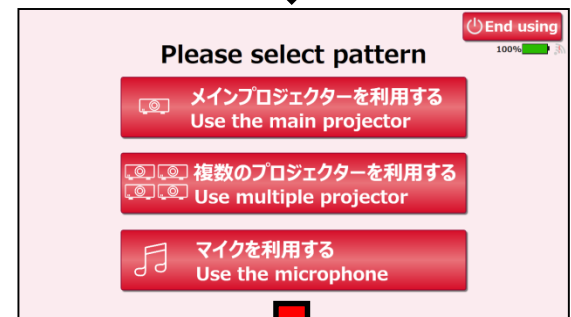 End using
100%
Please select pattern
メインプロジェクターを利用する
Use the main projector
複数のプロジェクターを利用する
Use multiple projector
マイクを利用する
Use the microphone